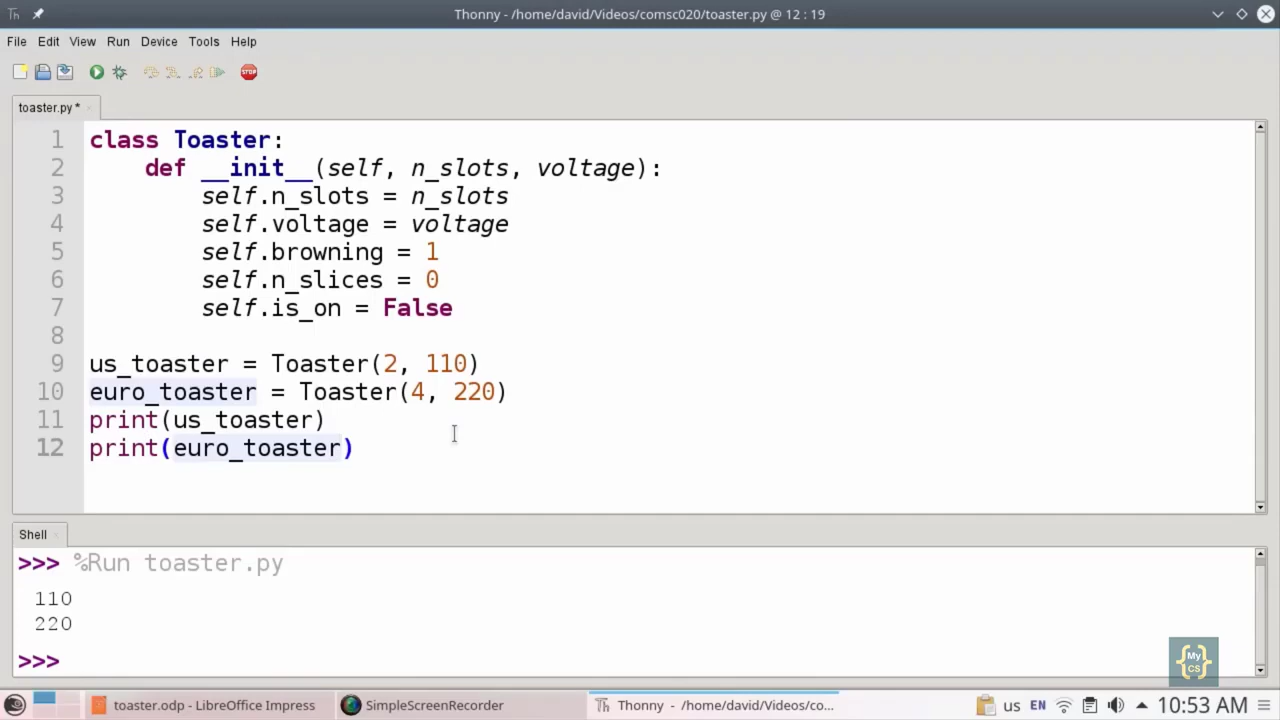 Thonny - /home/david/Videos/comsc020/toaster.py @ 12 : 19
File Edit View Run Device Tools Help
STOP
toaster.py *
1 class Toaster:
2 def __init__(self, n_slots, voltage):
3 self.n_slots = n_slots
4 self.voltage = voltage
5 self.browning = 1
6 self.n_slices = 0
7 self.is_on = False
8
9 us_toaster = Toaster(2, 110)
10 euro_toaster = Toaster(4, 220)
11 print(us_toaster)
12 print(euro_toaster)
Shell
>>> %Run toaster.py
110
220
>>>
{My CS}
toaster.odp - LibreOffice Impress SimpleScreenRecorder Th Thonny - /home/david/Videos/co... us EN 10:53 AM